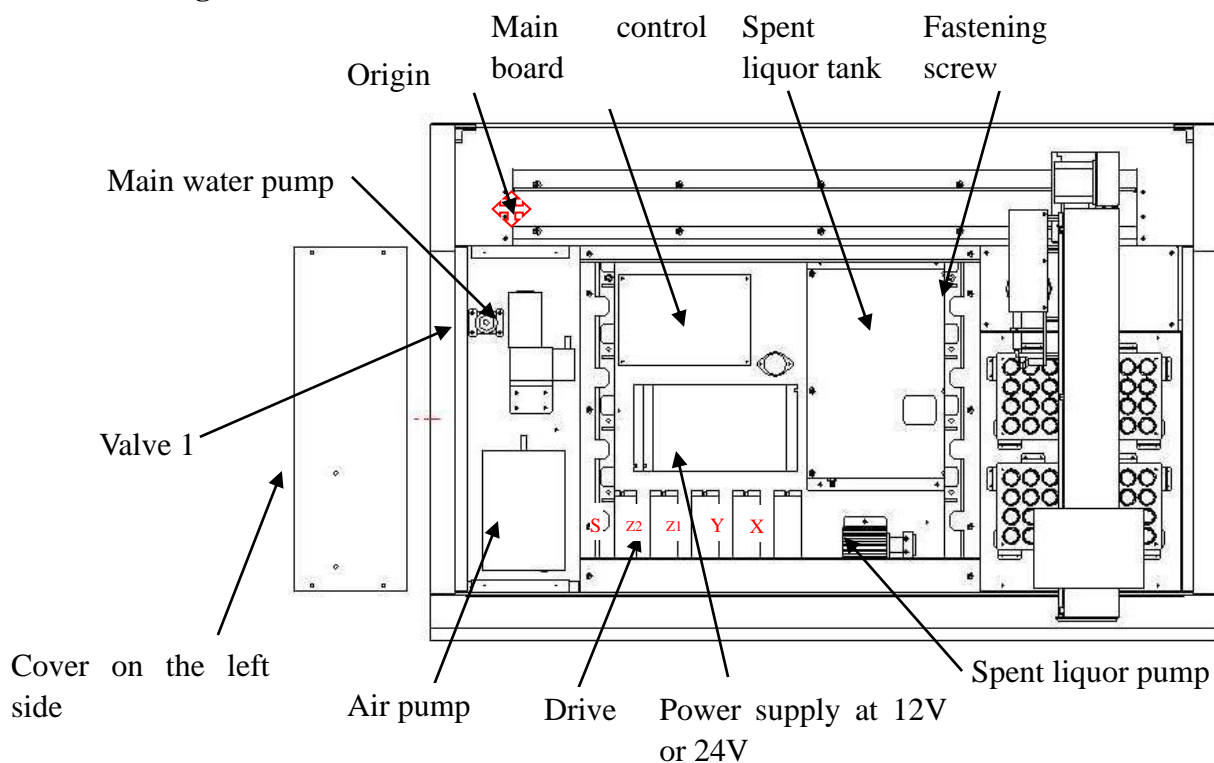 Main control
board
Spent
liquor tank
Fastening
screw
Origin
Main water pump
Valve 1
S Z2 Z1 Y X
Cover on the left
side
Air pump
Drive
Power supply at 12V
or 24V
Spent liquor pump